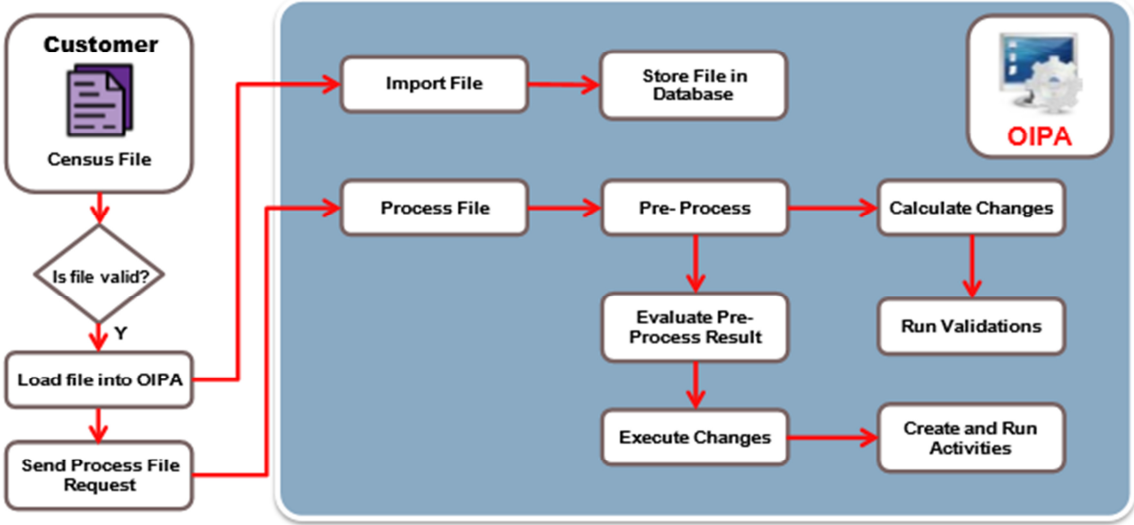 Customer
Census File
Is file valid?
Y
Load file into OIPA
Send Process File
Request
Import File
Store File in
Database
OIPA
Process File
Pre- Process
Calculate Changes
Evaluate Pre-
Process Result
Run Validations
Execute Changes
Create and Run
Activities